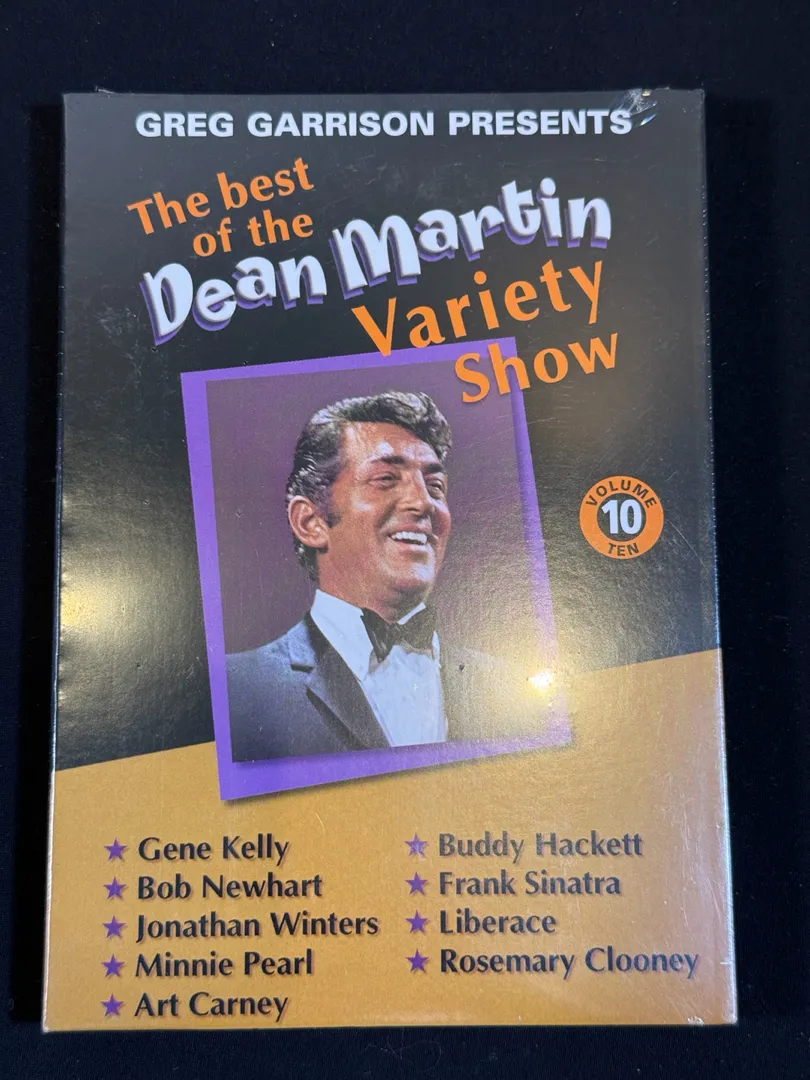 GREG GARRISON PRESENTS
The best
of the
Dean Martin
Variety
Show
VOLUME
10
TEN
★ Gene Kelly
★ Bob Newhart
★ Jonathan Winters
★ Minnie Pearl
★ Art Carney
★ Buddy Hackett
★ Frank Sinatra
★ Liberace
★ Rosemary Clooney